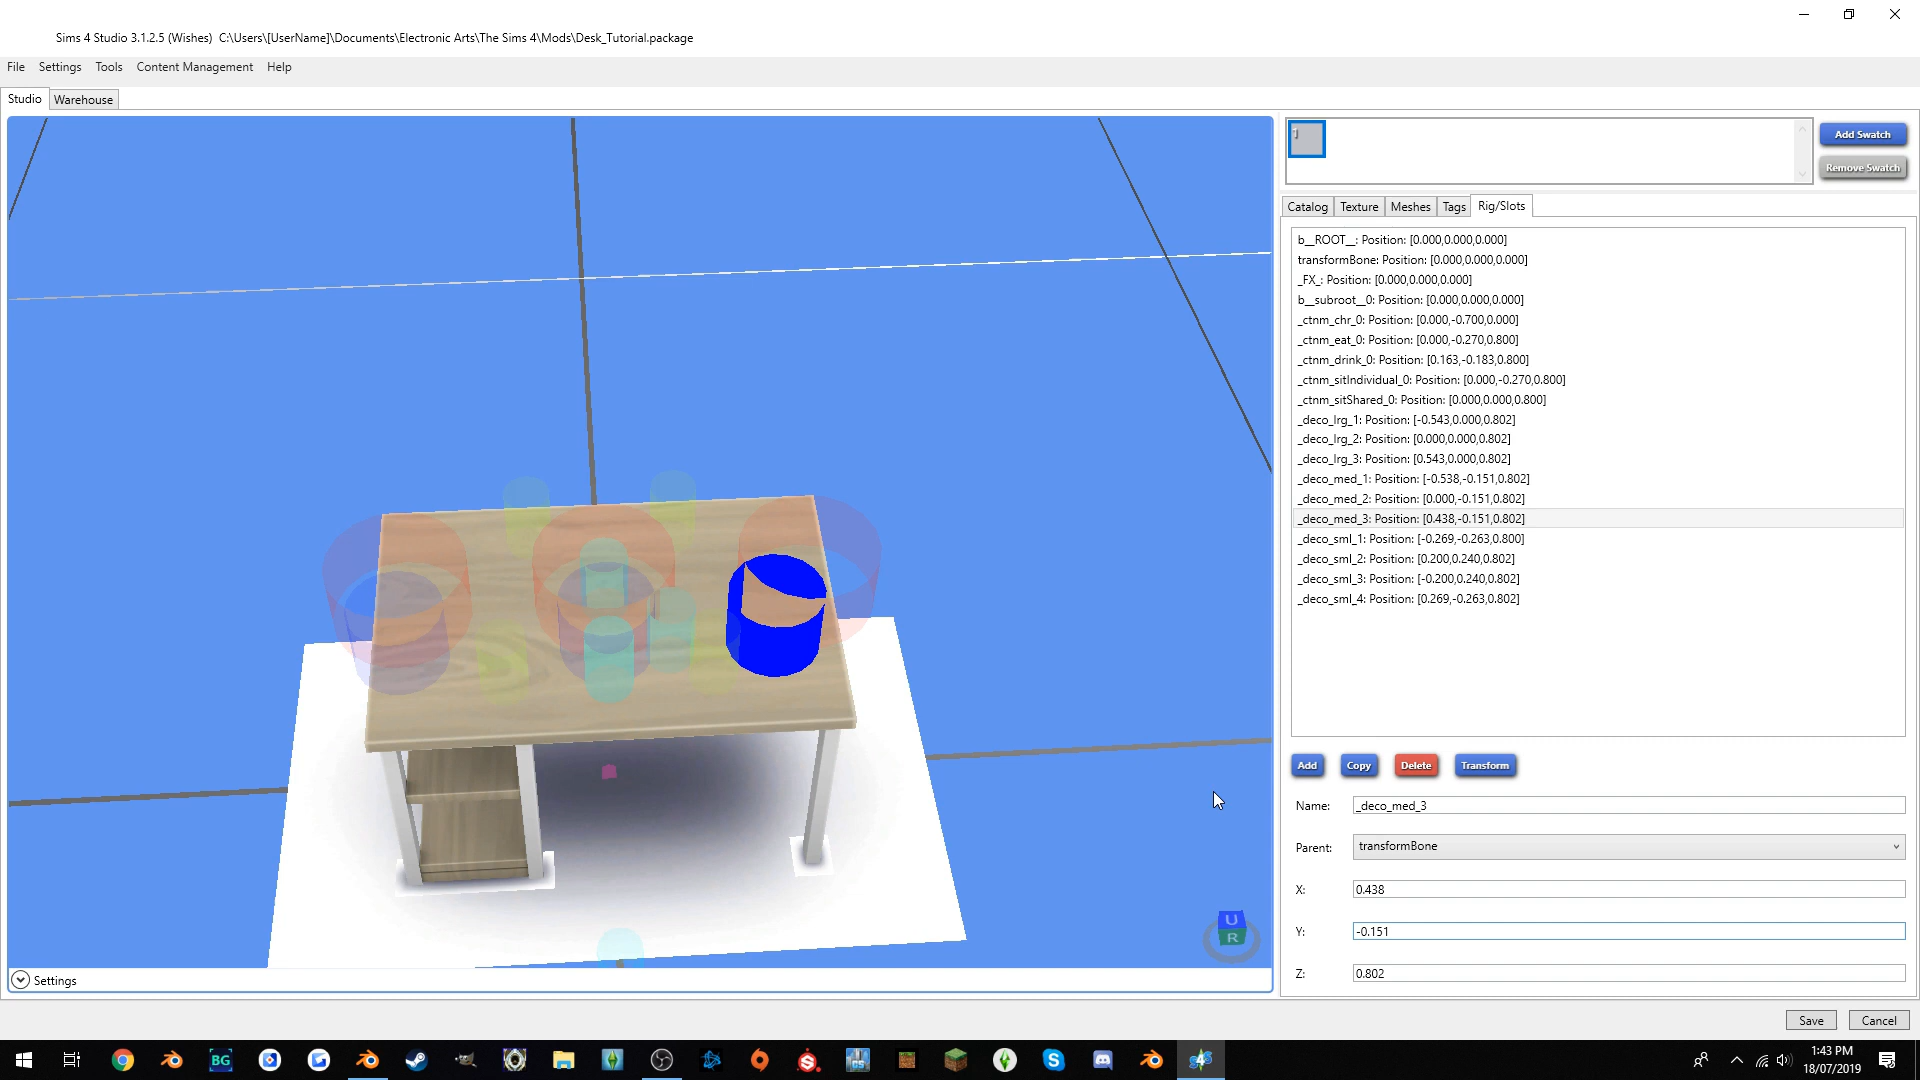 Sims 4 Studio 3.1.2.5 (Wishes) C:\Users\[UserName]\Documents\Electronic Arts\The Sims 4\Mods\Desk_Tutorial.package
File Settings Tools Content Management Help
Studio Warehouse
1
Add Swatch
Remove Swatch
Catalog Texture Meshes Tags Rig/Slots
b__ROOT__: Position: [0.000,0.000,0.000]
transformBone: Position: [0.000,0.000,0.000]
_FX_: Position: [0.000,0.000,0.000]
b__subroot__0: Position: [0.000,0.000,0.000]
_ctnm_chr_0: Position: [0.000,-0.700,0.000]
_ctnm_eat_0: Position: [0.000,-0.270,0.800]
_ctnm_drink_0: Position: [0.163,-0.183,0.800]
_ctnm_sitIndividual_0: Position: [0.000,-0.270,0.800]
_ctnm_sitShared_0: Position: [0.000,0.000,0.800]
_deco_lrg_1: Position: [-0.543,0.000,0.802]
_deco_lrg_2: Position: [0.000,0.000,0.802]
_deco_lrg_3: Position: [0.543,0.000,0.802]
_deco_med_1: Position: [-0.538,-0.151,0.802]
_deco_med_2: Position: [0.000,-0.151,0.802]
_deco_med_3: Position: [0.438,-0.151,0.802]
_deco_sml_1: Position: [-0.269,-0.263,0.800]
_deco_sml_2: Position: [0.200,0.240,0.802]
_deco_sml_3: Position: [-0.200,0.240,0.802]
_deco_sml_4: Position: [0.269,-0.263,0.802]
Add Copy Delete Transform
Name: _deco_med_3
Parent: transformBone
X: 0.438
Y: -0.151
Z: 0.802
U
R
Settings
Save Cancel
BG
CS
S
4
1:43 PM
18/07/2019